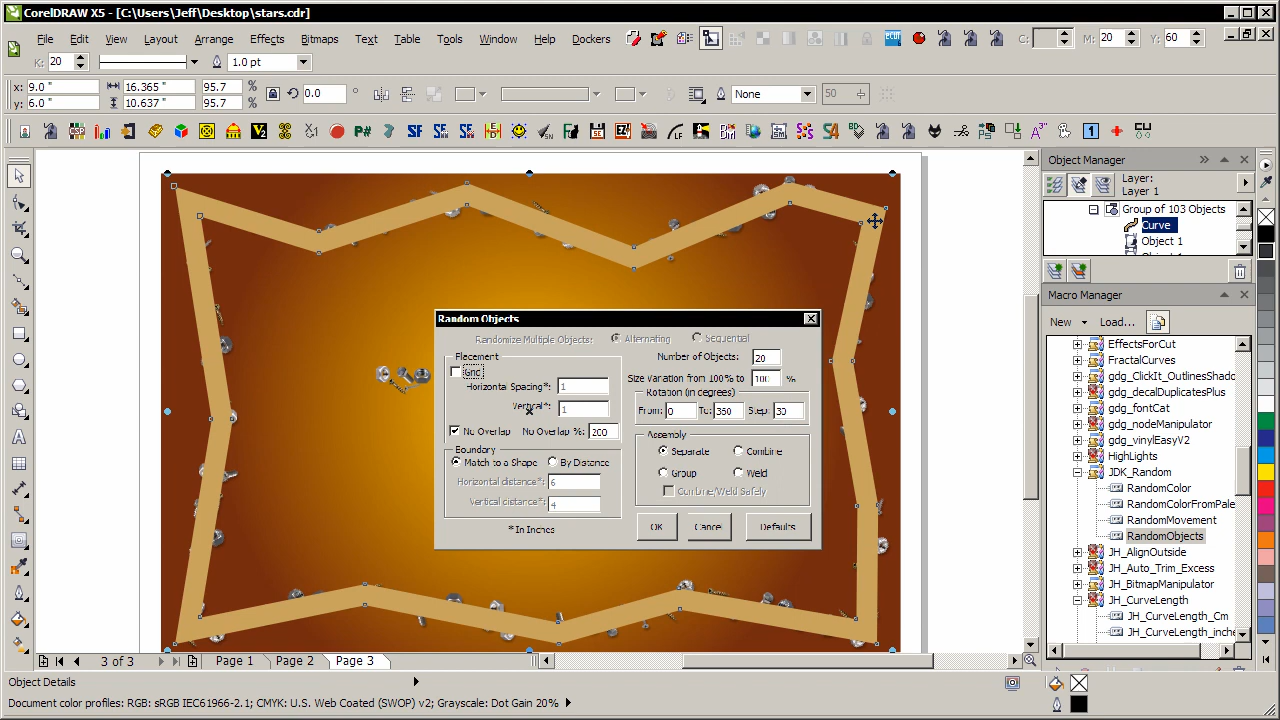 CorelDRAW X5 - [C:\Users\Jeff\Desktop\stars.cdr]
File Edit View Layout Arrange Effects Bitmaps Text Table Tools Window Help Dockers C: M: 20 Y: 60
K: 20 1.0 pt
x: 9.0 " 16.365 " 95.7 % 0.0 ° None 50
y: 6.0 " 10.637 " 95.7 %
Object Manager
Layer:
Layer 1
Group of 103 Objects
Curve
Object 1
Macro Manager
New Load...
EffectsForCut
FractalCurves
gdg_ClickIt_OutlinesShado
gdg_decalDuplicatePlus
gdg_fontCat
gdg_nodeManipulator
gdg_vinylEasyV2
HighLights
JDK_Random
RandomColor
RandomColorFromPale
RandomMovement
RandomObjects
JH_AlignOutside
JH_Auto_Trim_Excess
JH_BitmapManipulator
JH_CurveLength
JH_CurveLength_Cm
JH_CurveLength_inche
Random Objects
Randomize Multiple Objects: Alternating Sequential
Placement
Grid
Horizontal Spacing*: 1
Vertical*: 1
No Overlap No Overlap %: 200
Number of Objects: 20
Size Variation from 100% to 100 %
Rotation (in degrees)
From: 0 To: 360 Step: 30
Boundary
Match to a Shape By Distance
Horizontal distance*: 6
Vertical distance*: 4
Assembly
Separate Combine
Group Weld
Combine/Weld Safely
*In Inches
OK Cancel Defaults
3 of 3 Page 1 Page 2 Page 3
Object Details
Document color profiles: RGB: sRGB IEC61966-2.1; CMYK: U.S. Web Coated (SWOP) v2; Grayscale: Dot Gain 20%